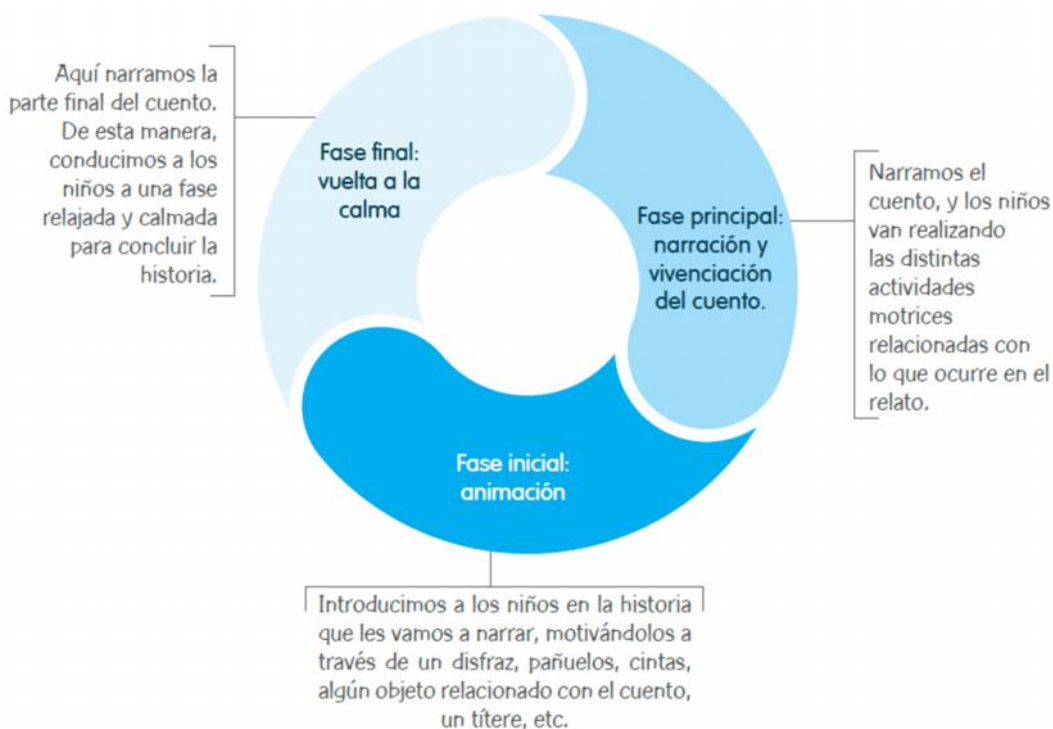 Aquí narramos la
parte final del cuento.
De esta manera,
conducimos a los
niños a una fase
relajada y calmada
para concluir la
historia.
Fase final:
vuelta a la
calma
Fase principal:
narración y
vivenciación
del cuento.
Narramos el
cuento, y los niños
van realizando
las distintas
actividades
motrices
relacionadas con
lo que ocurre en el
relato.
Fase inicial:
animación
Introducimos a los niños en la historia
que les vamos a narrar, motivándolos a
través de un disfraz, pañuelos, cintas,
algún objeto relacionado con el cuento,
un títere, etc.